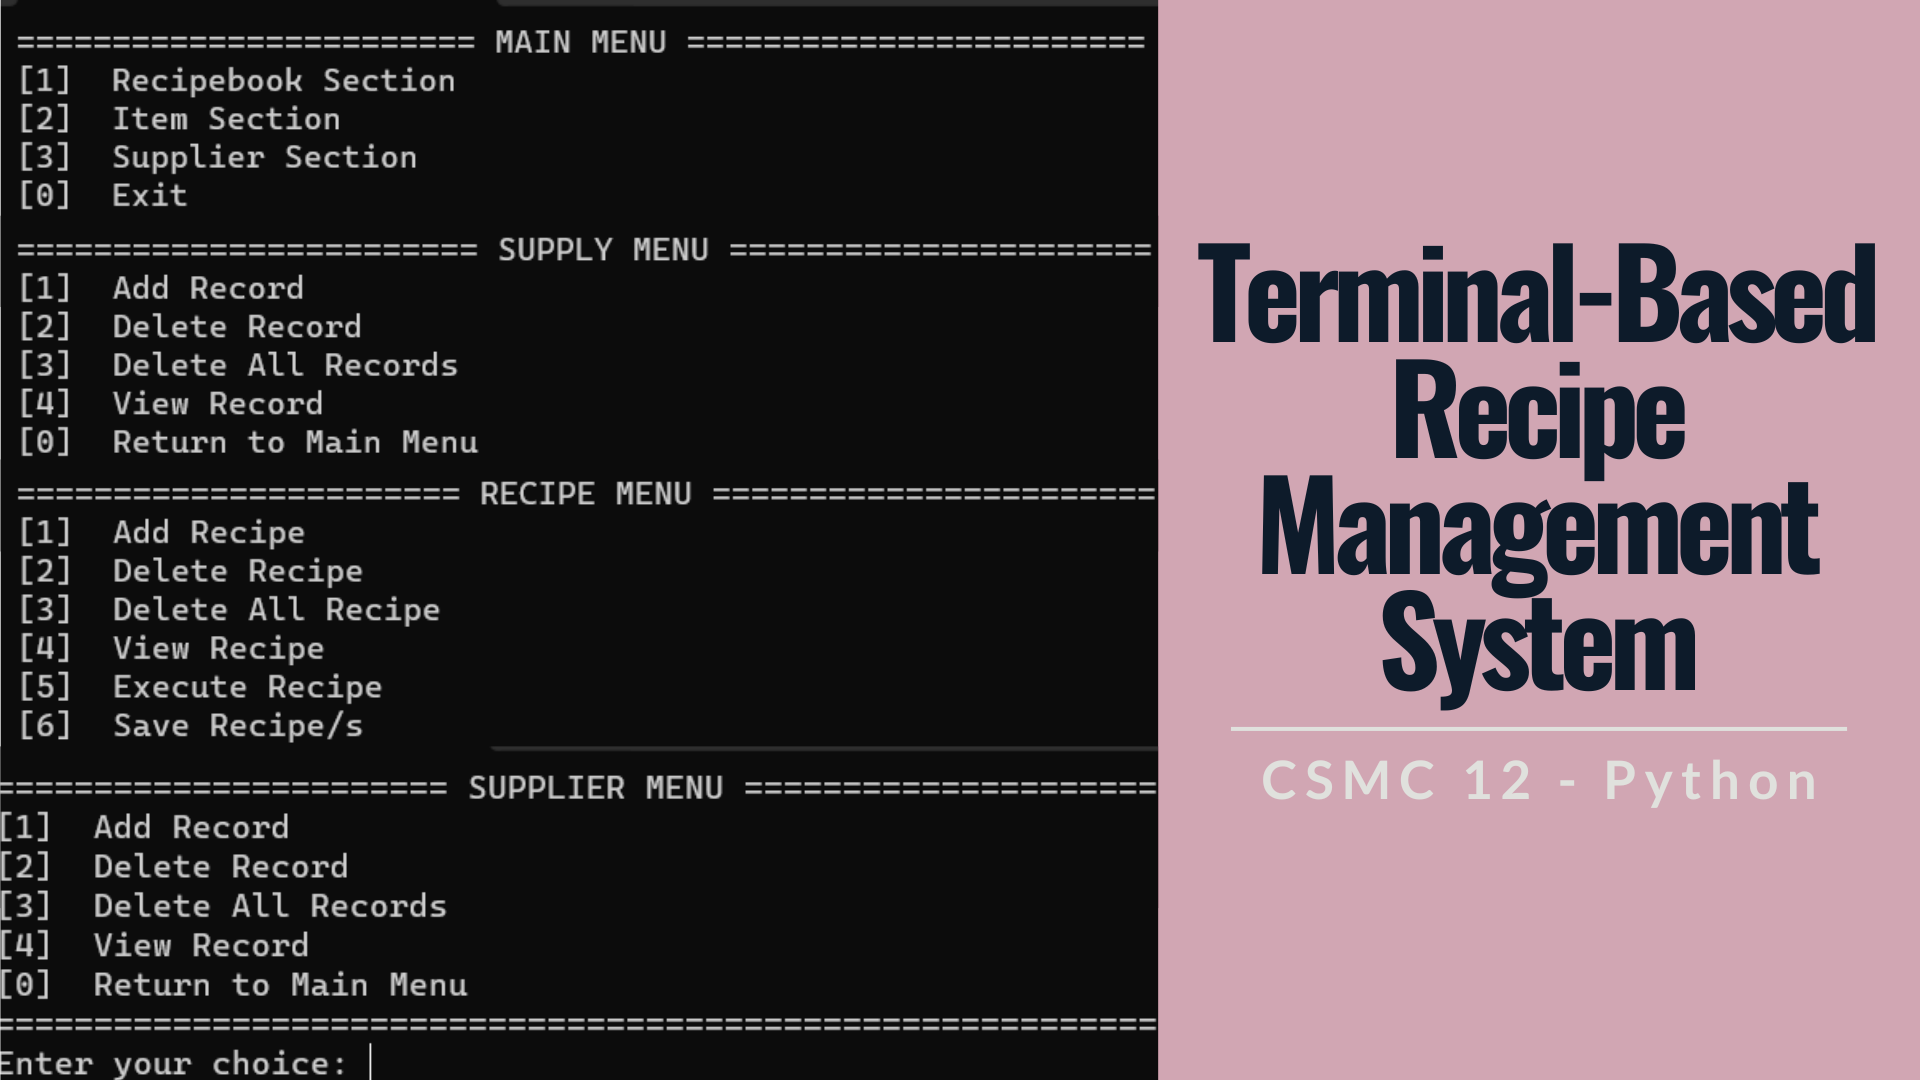 ======================== MAIN MENU ========================
[1]  Recipebook Section
[2]  Item Section
[3]  Supplier Section
[0]  Exit
======================== SUPPLY MENU ======================
[1]  Add Record
[2]  Delete Record
[3]  Delete All Records
[4]  View Record
[0]  Return to Main Menu
======================= RECIPE MENU =======================
[1]  Add Recipe
[2]  Delete Recipe
[3]  Delete All Recipe
[4]  View Recipe
[5]  Execute Recipe
[6]  Save Recipe/s
======================= SUPPLIER MENU =====================
[1]  Add Record
[2]  Delete Record
[3]  Delete All Records
[4]  View Record
[0]  Return to Main Menu
===========================================================
Enter your choice:
Terminal-Based
Recipe
Management
System
CSMC 12 - Python